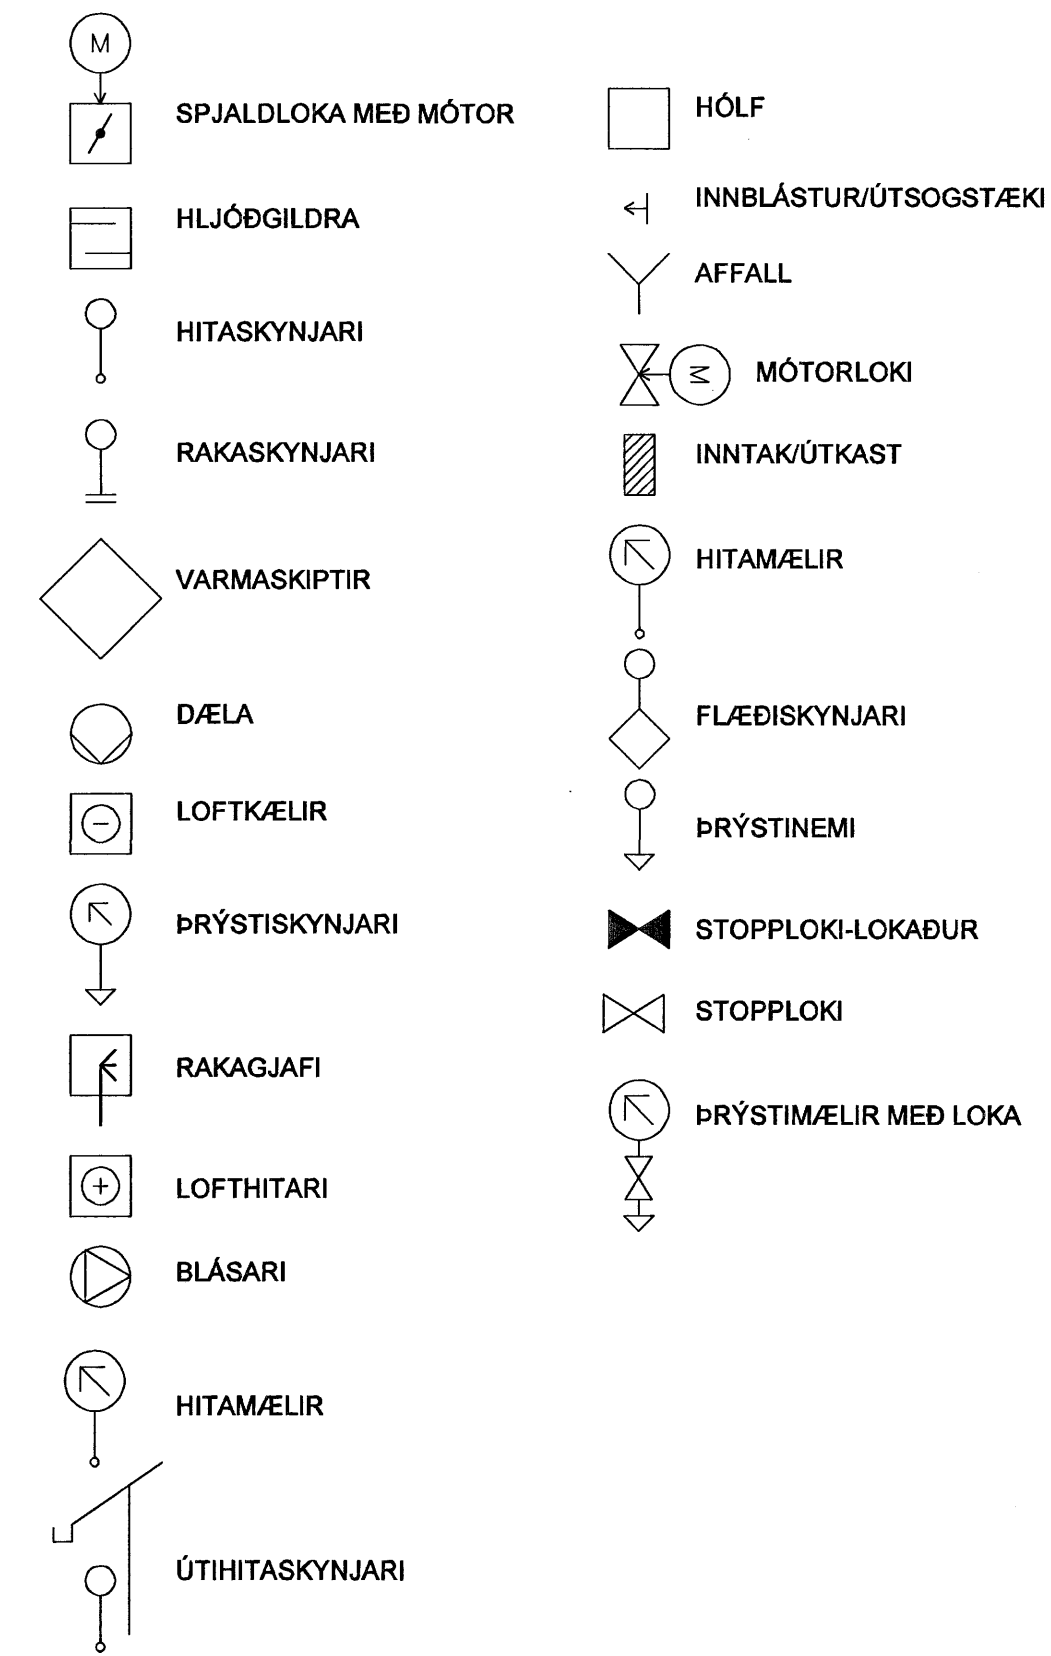 M
SPJALDLOKA MEÐ MÓTOR
HLJÓÐGILDRA
HITASKYNJARI
RAKASKYNJARI
VARMASKIPTIR
DÆLA
LOFTKÆLIR
ÞRÝSTISKYNJARI
RAKAGJAFI
LOFTHITARI
BLÁSARI
HITAMÆLIR
ÚTIHITASKYNJARI
HÓLF
INNBLÁSTUR/ÚTSOGSTÆKI
AFFALL
M
MÓTORLOKI
INNTAK/ÚTKAST
HITAMÆLIR
FLÆÐISKYNJARI
ÞRÝSTINEMI
STOPPLOKI-LOKAÐUR
STOPPLOKI
ÞRÝSTIMÆLIR MEÐ LOKA